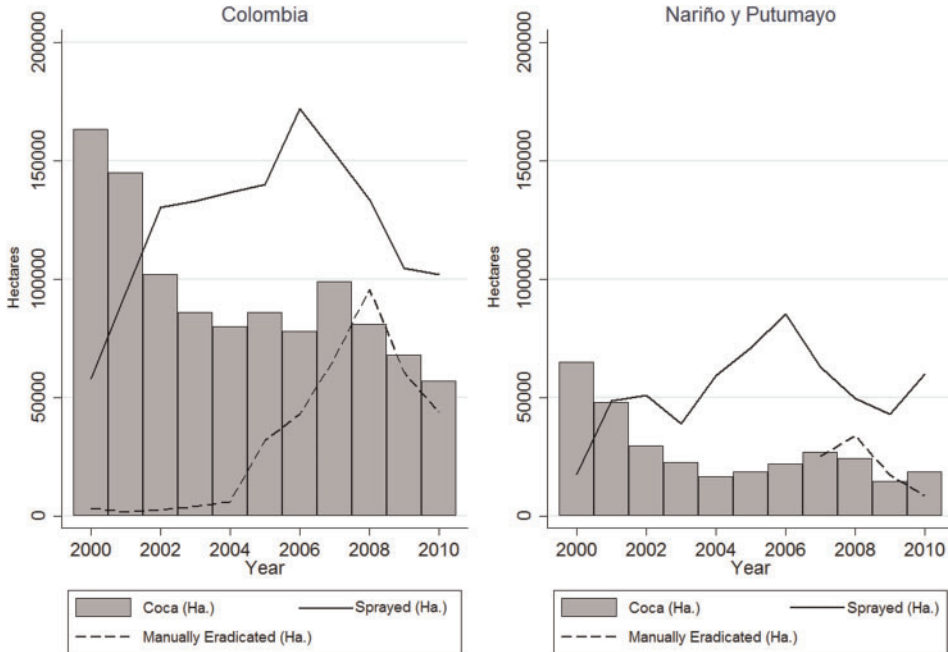 Colombia
200000
150000
100000
50000
0
Hectares
2000 2002 2004 2006 2008 2010
Year
Coca (Ha.) Sprayed (Ha.)
Manually Eradicated (Ha.)
Nariño y Putumayo
200000
150000
100000
50000
0
Hectares
2000 2002 2004 2006 2008 2010
Year
Coca (Ha.) Sprayed (Ha.)
Manually Eradicated (Ha.)